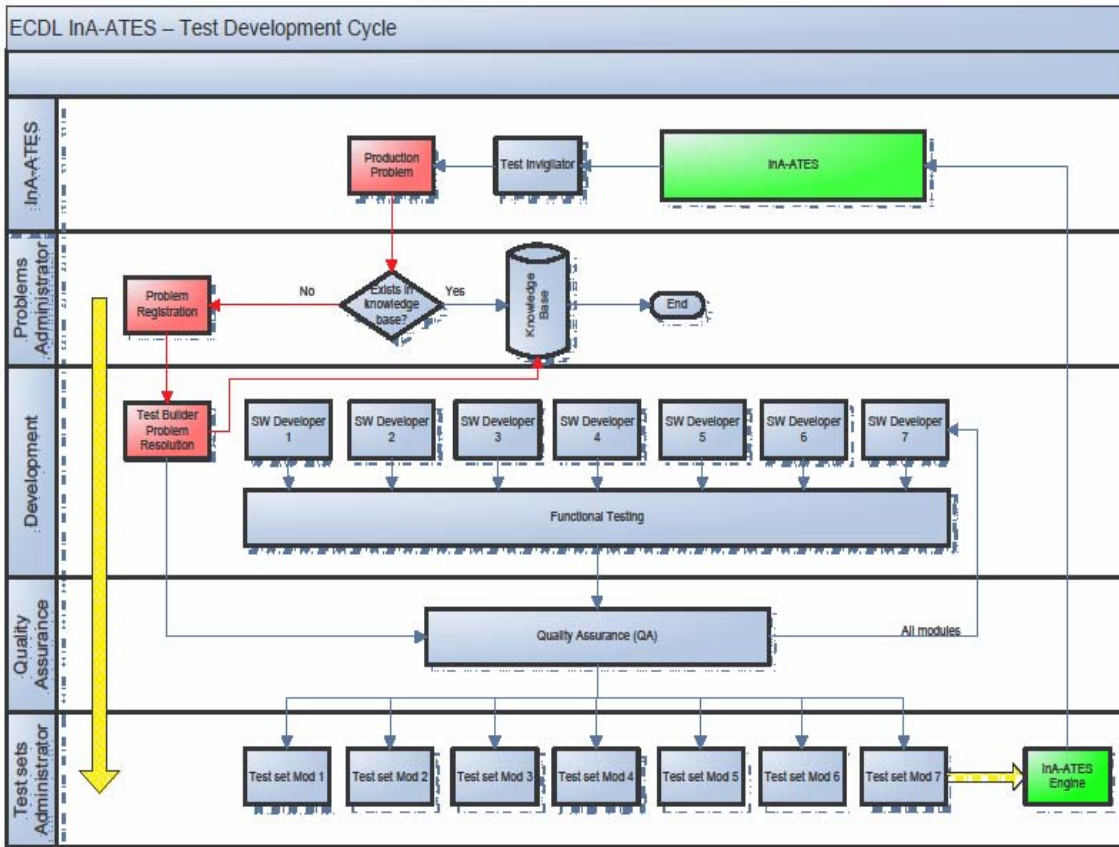 ECDL InA-ATES – Test Development Cycle
InA-ATES
Production
Problem
Test Invigilator
InA-ATES
Problems
Administrator
Problem
Registration
No
Exists in
knowledge
base?
Yes
Knowledge
Base
End
Development
Test Builder
Problem
Resolution
SW Developer
1
SW Developer
2
SW Developer
3
SW Developer
4
SW Developer
5
SW Developer
6
SW Developer
7
Functional Testing
Quality
Assurance
Quality Assurance (QA)
All modules
Test sets
Administrator
Test set Mod 1
Test set Mod 2
Test set Mod 3
Test set Mod 4
Test set Mod 5
Test set Mod 6
Test set Mod 7
InA-ATES
Engine